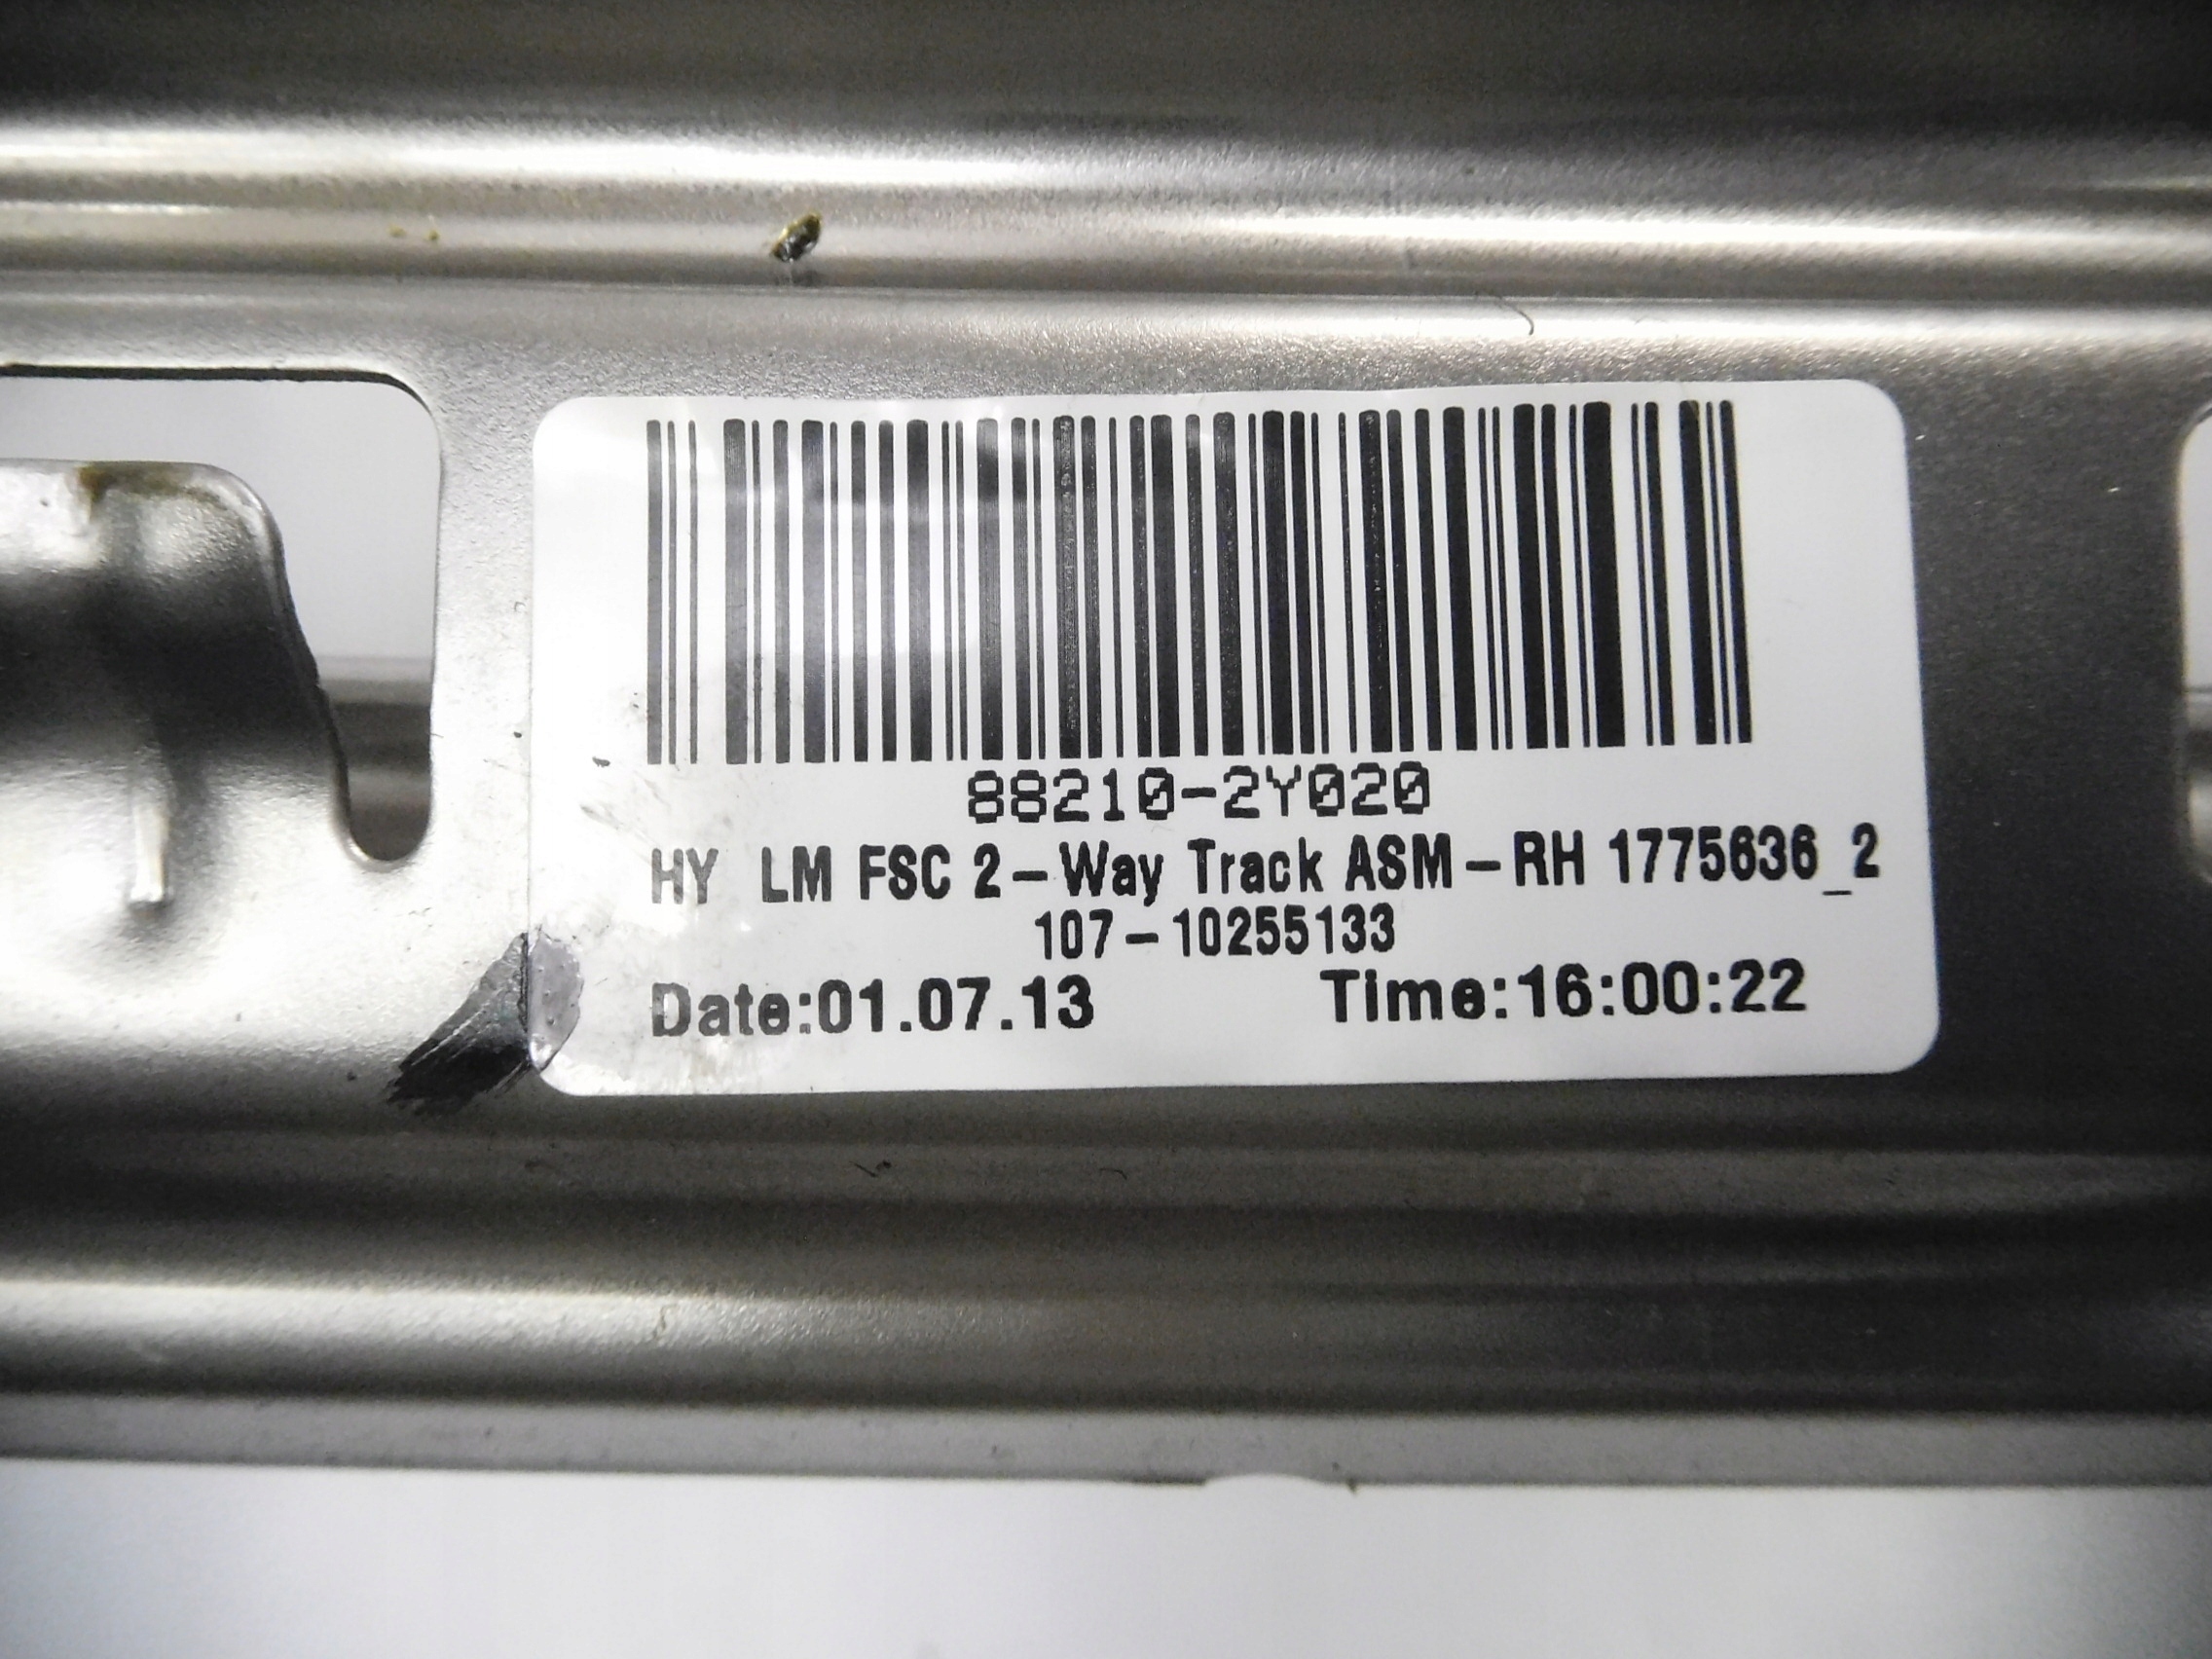 88210-2Y020
HY LM FSC 2-Way Track ASM-RH 1775636_2
107-10255133
Date:01.07.13 Time:16:00:22